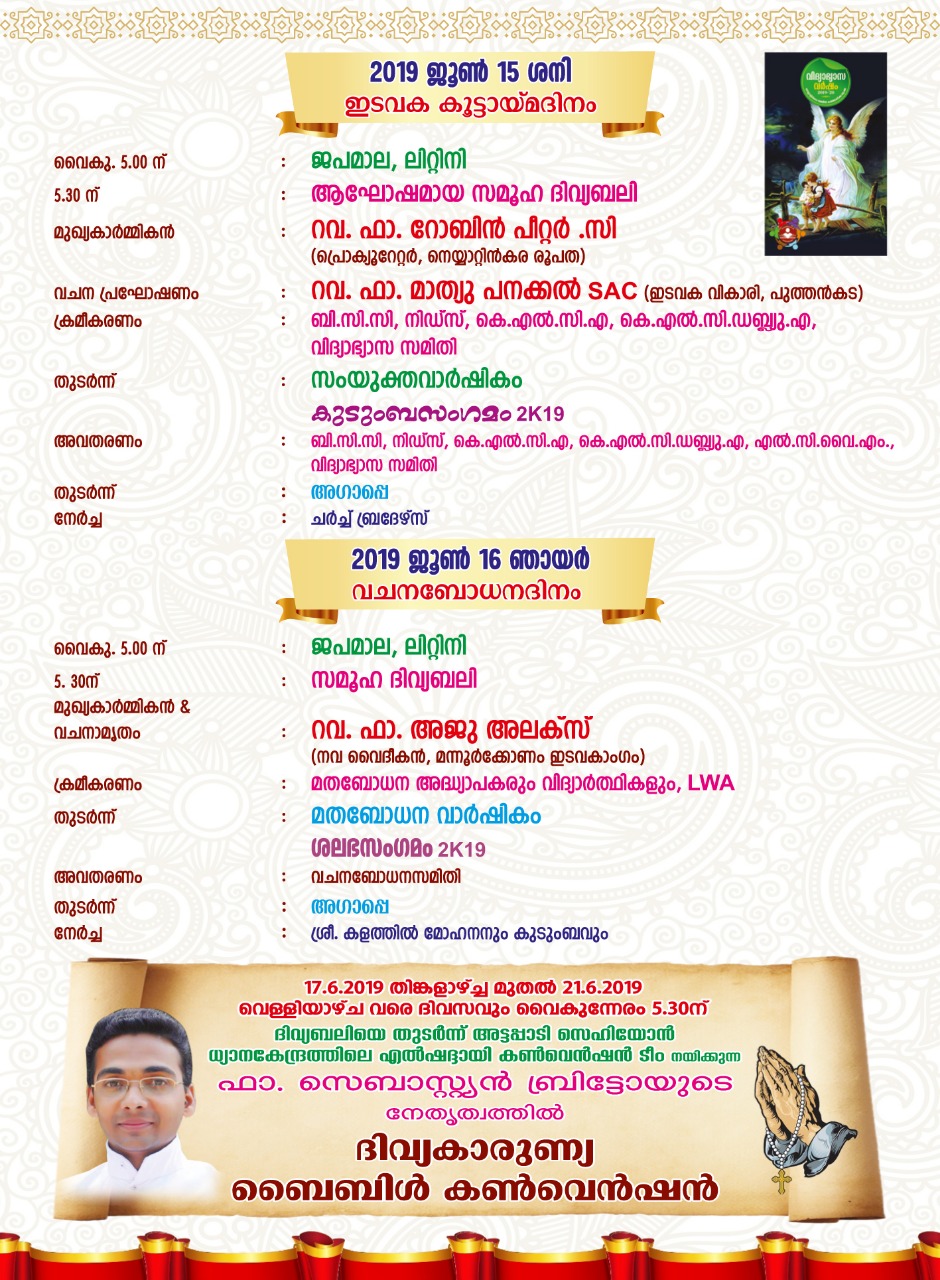 2019 ജൂൺ 15 ശനി
ഇടവക കൂട്ടായ്മദിനം
വിദ്യാഭ്യാസ
വർഷം
വൈകു. 5.00 ന് : ജപമാല, ലിറ്റിനി
5.30 ന് : ആഘോഷമായ സമൂഹ ദിവ്യബലി
മുഖ്യകാർമ്മികൻ : റവ. ഫാ. റോബിൻ പീറ്റർ .സി
(പ്രൊക്യൂറേറ്റർ, നെയ്യാറ്റിൻകര രൂപത)
വചന പ്രഘോഷണം : റവ. ഫാ. മാത്യു പനക്കൽ SAC (ഇടവക വികാരി, പുത്തൻകട)
ക്രമീകരണം : ബി.സി.സി, നിഡ്സ്, കെ.എൽ.സി.എ, കെ.എൽ.സി.ഡബ്ല്യു.എ,
വിദ്യാഭ്യാസ സമിതി
തുടർന്ന് : സംയുക്തവാർഷികം
കുടുംബസംഗമം 2K19
അവതരണം : ബി.സി.സി, നിഡ്സ്, കെ.എൽ.സി.എ, കെ.എൽ.സി.ഡബ്ല്യു.എ, എൽ.സി.വൈ.എം.,
വിദ്യാഭ്യാസ സമിതി
തുടർന്ന് : അഗാപ്പെ
നേർച്ച : ചർച്ച് ബ്രദേഴ്സ്
2019 ജൂൺ 16 ഞായർ
വചനബോധനദിനം
വൈകു. 5.00 ന് : ജപമാല, ലിറ്റിനി
5. 30ന് : സമൂഹ ദിവ്യബലി
മുഖ്യകാർമ്മികൻ &
വചനാമൃതം : റവ. ഫാ. അജു അലക്സ്
(നവ വൈദീകൻ, മന്നൂർക്കോണം ഇടവകാംഗം)
ക്രമീകരണം : മതബോധന അദ്ധ്യാപകരും വിദ്യാർത്ഥികളും, LWA
തുടർന്ന് : മതബോധന വാർഷികം
ശലഭസംഗമം 2K19
അവതരണം : വചനബോധനസമിതി
തുടർന്ന് : അഗാപ്പെ
നേർച്ച : ശ്രീ. കളത്തിൽ മോഹനനും കുടുംബവും
17.6.2019 തിങ്കളാഴ്ച്ച മുതൽ 21.6.2019
വെള്ളിയാഴ്ച വരെ ദിവസവും വൈകുന്നേരം 5.30ന്
ദിവ്യബലിയെ തുടർന്ന് അട്ടപ്പാടി സെഹിയോൻ
ധ്യാനകേന്ദ്രത്തിലെ എൽഷദ്ദായി കൺവെൻഷൻ ടീം നയിക്കുന്ന
ഫാ. സെബാസ്റ്റ്യൻ ബ്രിട്ടോയുടെ
നേതൃത്വത്തിൽ
ദിവ്യകാരുണ്യ
ബൈബിൾ കൺവെൻഷൻ